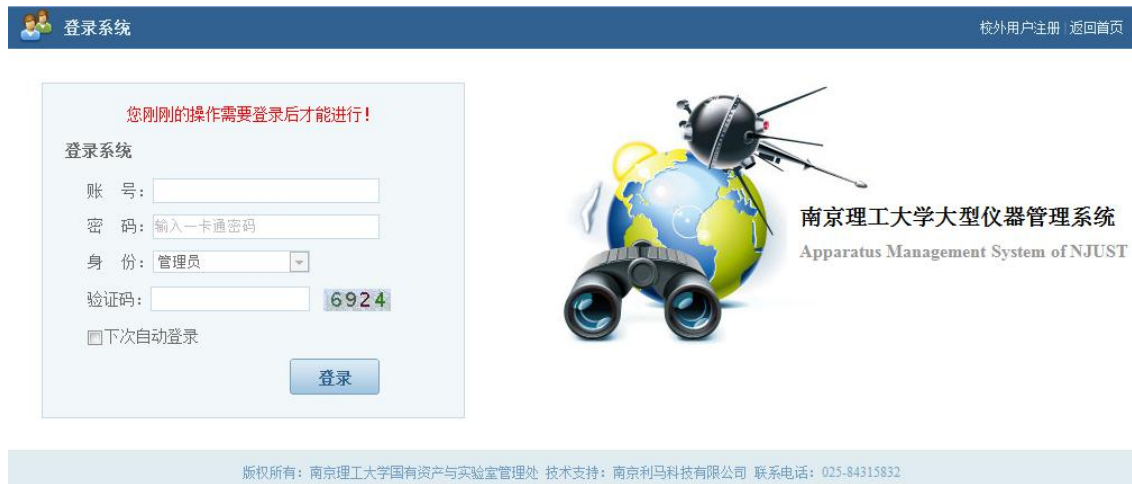 登录系统
校外用户注册 | 返回首页
您刚刚的操作需要登录后才能进行!
登录系统
账 号:
密 码: 输入一卡通密码
身 份: 管理员
验证码: 6924
下次自动登录
登录
南京理工大学大型仪器管理系统
Apparatus Management System of NJUST
版权所有: 南京理工大学国有资产与实验室管理处 技术支持: 南京利马科技有限公司 联系电话: 025-84315832